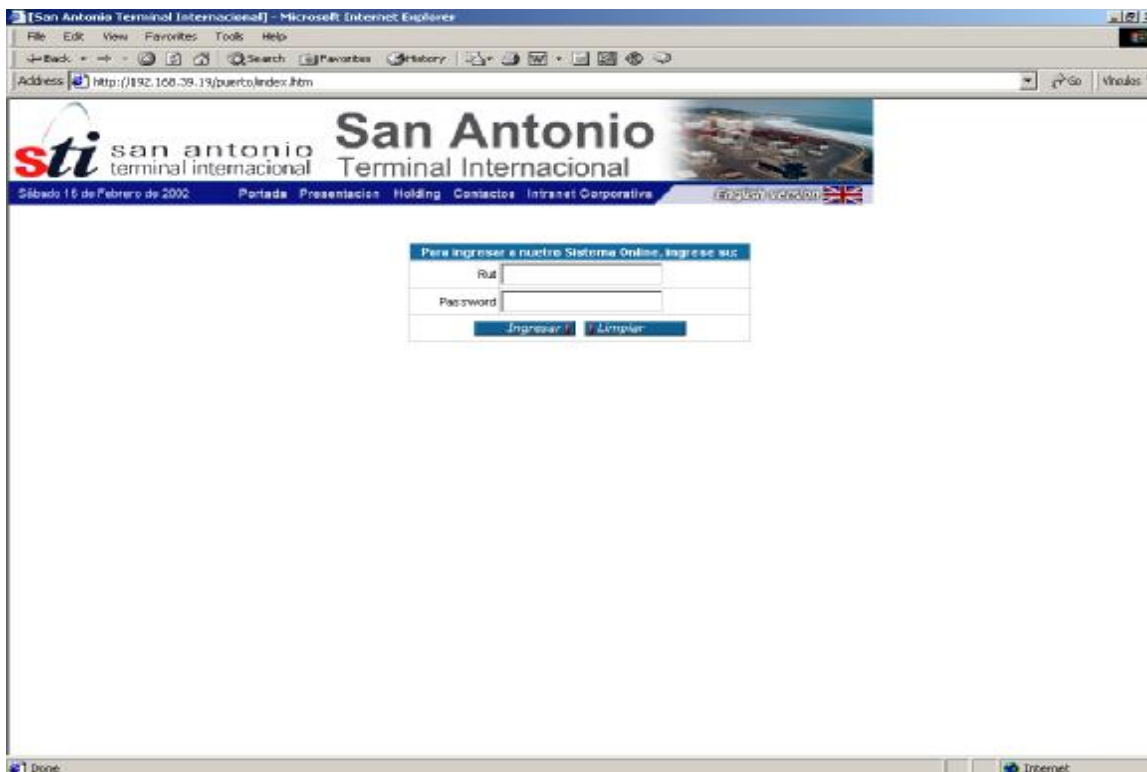 [San Antonio Terminal Internacional] - Microsoft Internet Explorer
File Edit View Favorites Tools Help
Back Search Favorites History
Address http://192.168.39.19/puerto/index.htm Go Vínculos
sti san antonio
terminal internacional
San Antonio
Terminal Internacional
Sábado 16 de Febrero de 2002 Portada Presentacion Holding Contactos Intranet Corporativa English version
Para ingresar a nuetro Sistema Online, ingrese su:
Rut
Password
Ingresar Limpiar
Done Internet